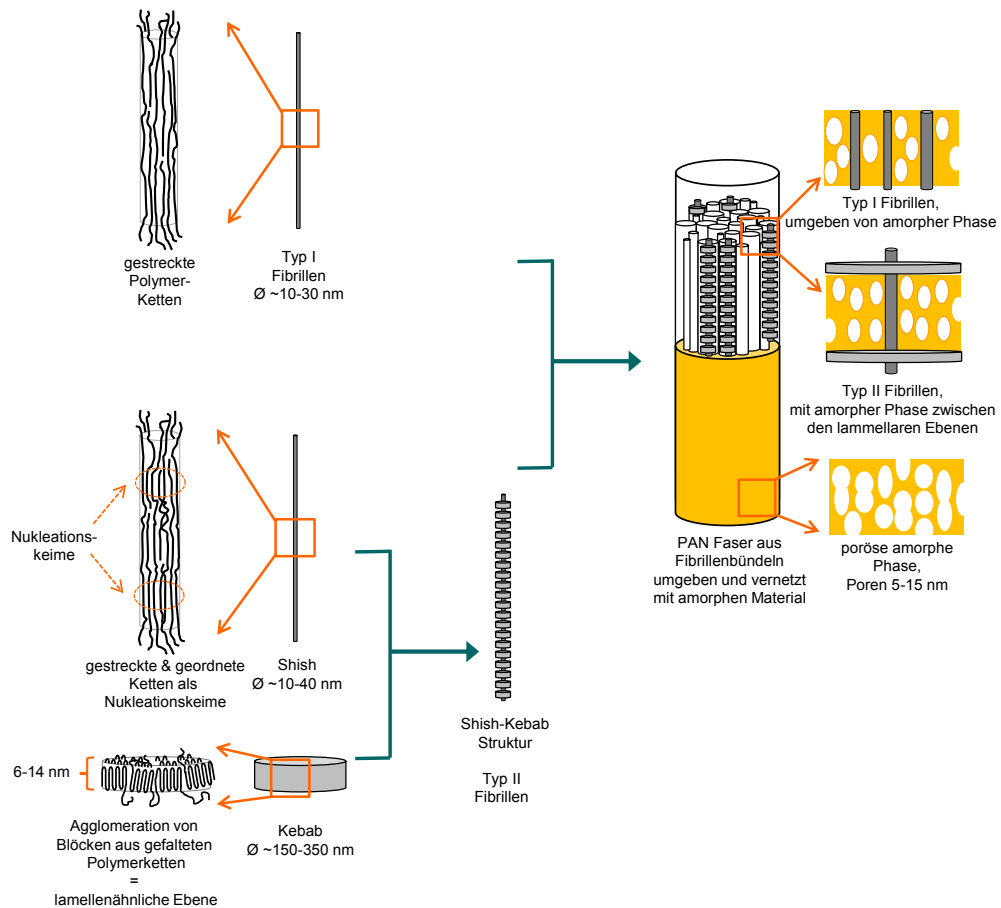 gestreckte
Polymer-
Ketten
Typ I
Fibrillen
Ø ~10-30 nm
Typ I Fibrillen,
umgeben von amorpher Phase
Typ II Fibrillen,
mit amorpher Phase zwischen
den lammellaren Ebenen
poröse amorphe
Phase,
Poren 5-15 nm
PAN Faser aus
Fibrillenbündeln
umgeben und vernetzt
mit amorphen Material
Nukleations-
keime
gestreckte & geordnete
Ketten als
Nukleationskeime
Shish
Ø ~10-40 nm
Shish-Kebab
Struktur
Typ II
Fibrillen
6-14 nm
Agglomeration von
Blöcken aus gefalteten
Polymerketten
=
lamellenähnliche Ebene
Kebab
Ø ~150-350 nm